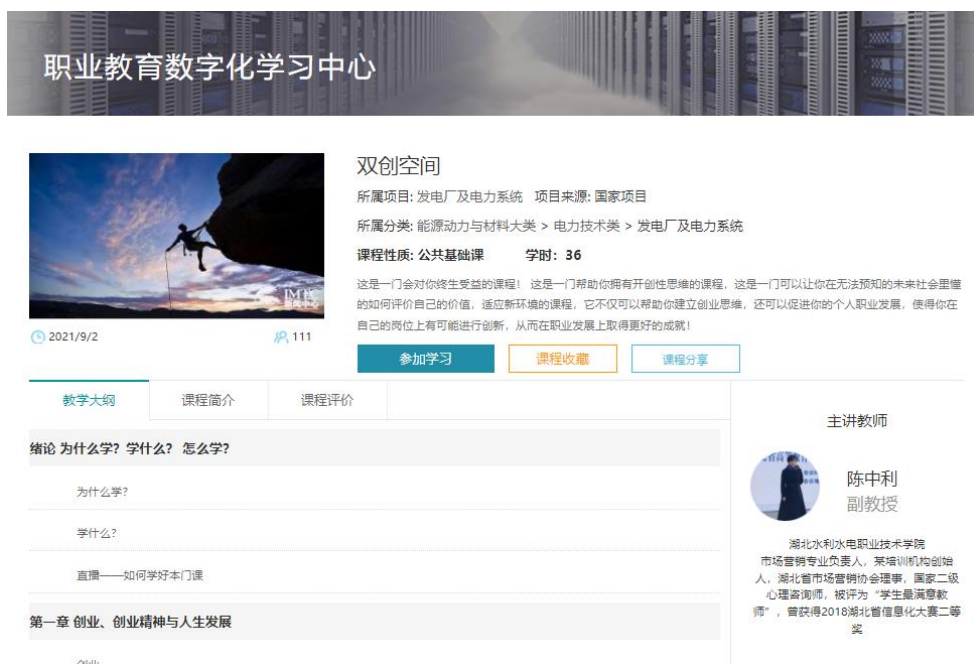 职业教育数字化学习中心
双创空间
所属项目: 发电厂及电力系统 项目来源: 国家项目
所属分类: 能源动力与材料大类 > 电力技术类 > 发电厂及电力系统
课程性质: 公共基础课 学时: 36
这是一门会对你终生受益的课程! 这是一门帮助你拥有开创性思维的课程, 这是一门可以让你在无法预知的未来社会里懂
的如何评价自己的价值, 适应新环境的课程, 它不仅可以帮助你建立创业思维, 还可以促进你的个人职业发展, 使得你在
自己的岗位上有可能进行创新, 从而在职业发展上取得更好的成就!
2021/9/2 111
参加学习 课程收藏 课程分享
教学大纲 课程简介 课程评价
绪论 为什么学? 学什么? 怎么学?
为什么学?
学什么?
直播——如何学好本门课
第一章 创业、创业精神与人生发展
创业
主讲教师
陈中利
副教授
湖北水利水电职业技术学院
市场营销专业负责人, 某培训机构创始
人, 湖北省市场营销协会理事, 国家二级
心理咨询师, 被评为 “学生最满意教
师” , 曾获得2018湖北省信息化大赛二等
奖